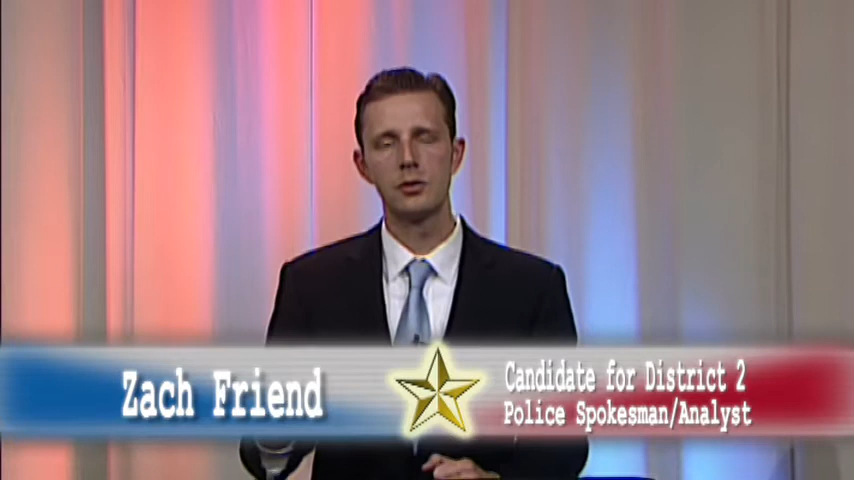 Zach Friend
Candidate for District 2
Police Spokesman/Analyst